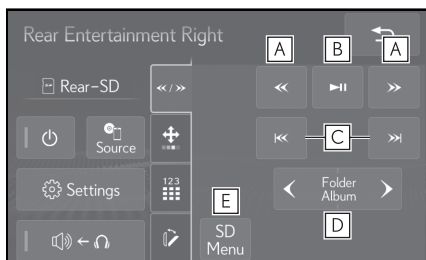 Rear Entertainment Right
A
B
A
Rear-SD
Source
C
Settings
123
Folder
Album
E
D
SD
Menu